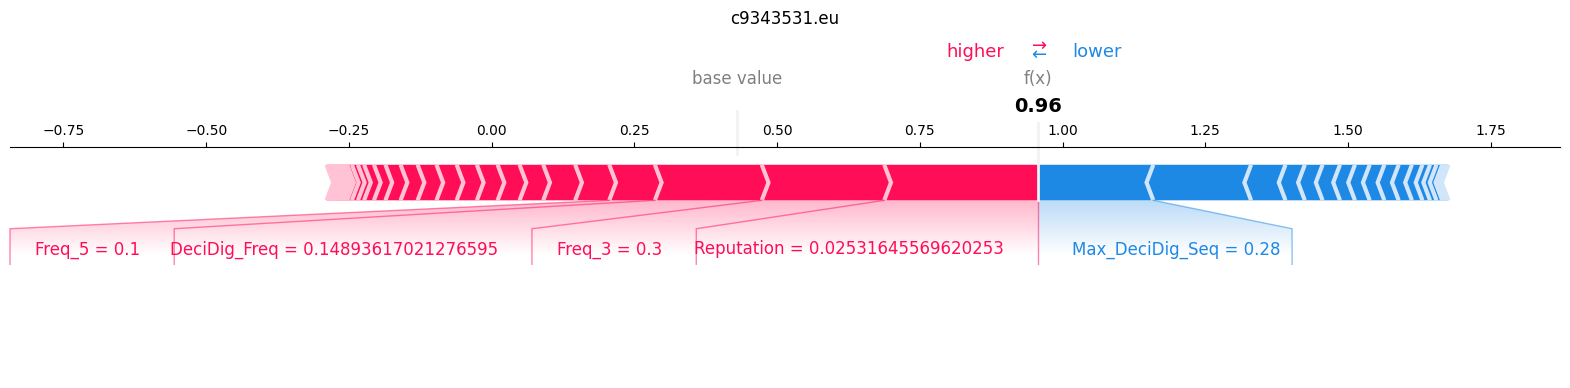 c9343531.eu
higher ⇄ lower
base value f(x)
0.96
−0.75 −0.50 −0.25 0.00 0.25 0.50 0.75 1.00 1.25 1.50 1.75
Freq_5 = 0.1 DeciDig_Freq = 0.14893617021276595 Freq_3 = 0.3 Reputation = 0.02531645569620253 Max_DeciDig_Seq = 0.28